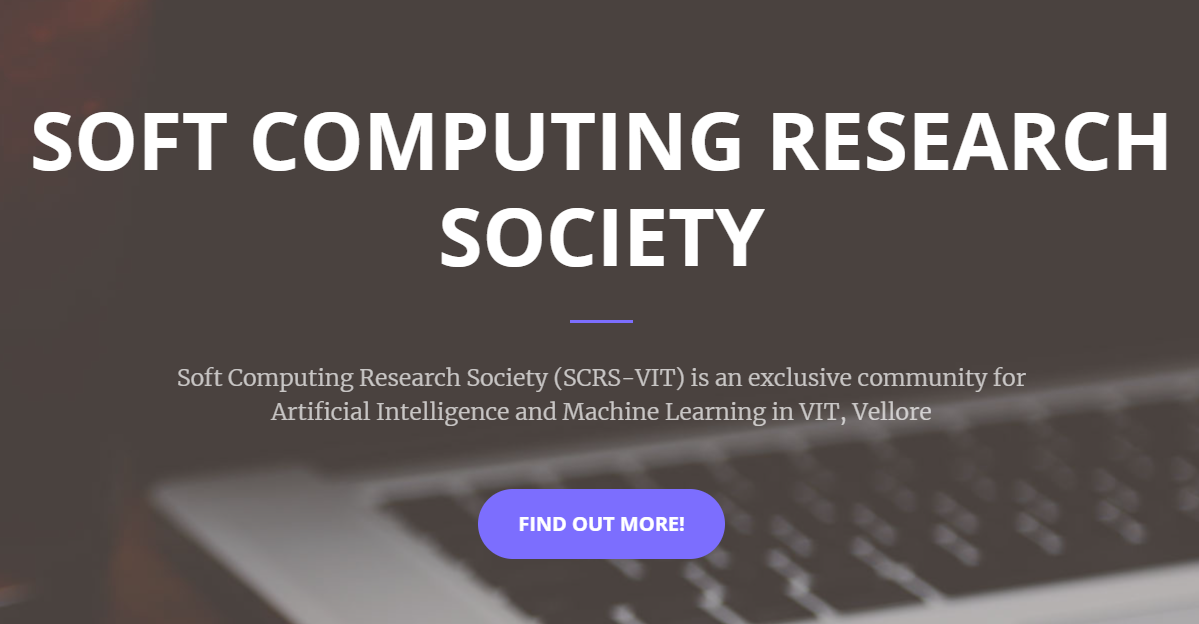 SOFT COMPUTING RESEARCH
SOCIETY
Soft Computing Research Society (SCRS-VIT) is an exclusive community for
Artificial Intelligence and Machine Learning in VIT, Vellore
FIND OUT MORE!